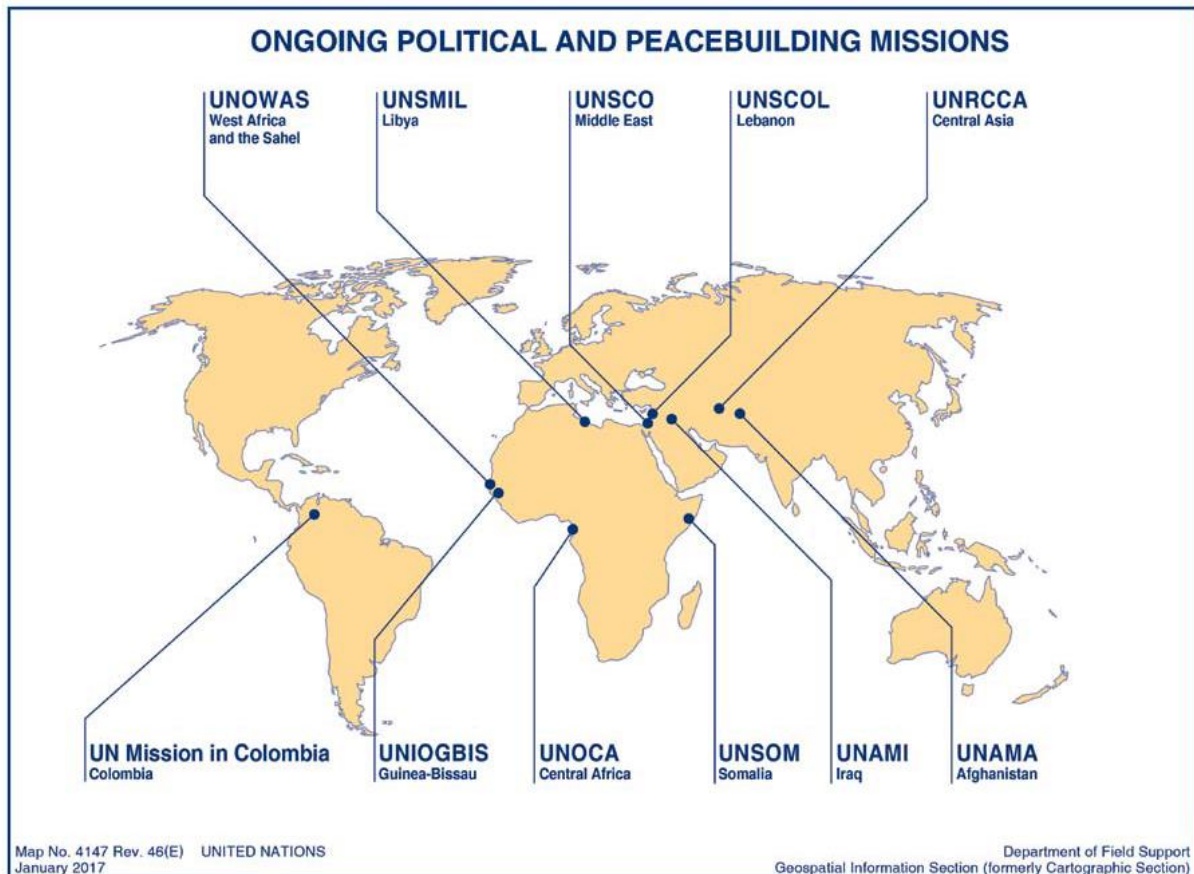 ONGOING POLITICAL AND PEACEBUILDING MISSIONS
UNOWAS
West Africa
and the Sahel
UNSMIL
Libya
UNSCO
Middle East
UNSCOL
Lebanon
UNRCCA
Central Asia
UN Mission in Colombia
Colombia
UNIOGBIS
Guinea-Bissau
UNOCA
Central Africa
UNSOM
Somalia
UNAMI
Iraq
UNAMA
Afghanistan
Map No. 4147 Rev. 46(E) UNITED NATIONS
January 2017
Department of Field Support
Geospatial Information Section (formerly Cartographic Section)